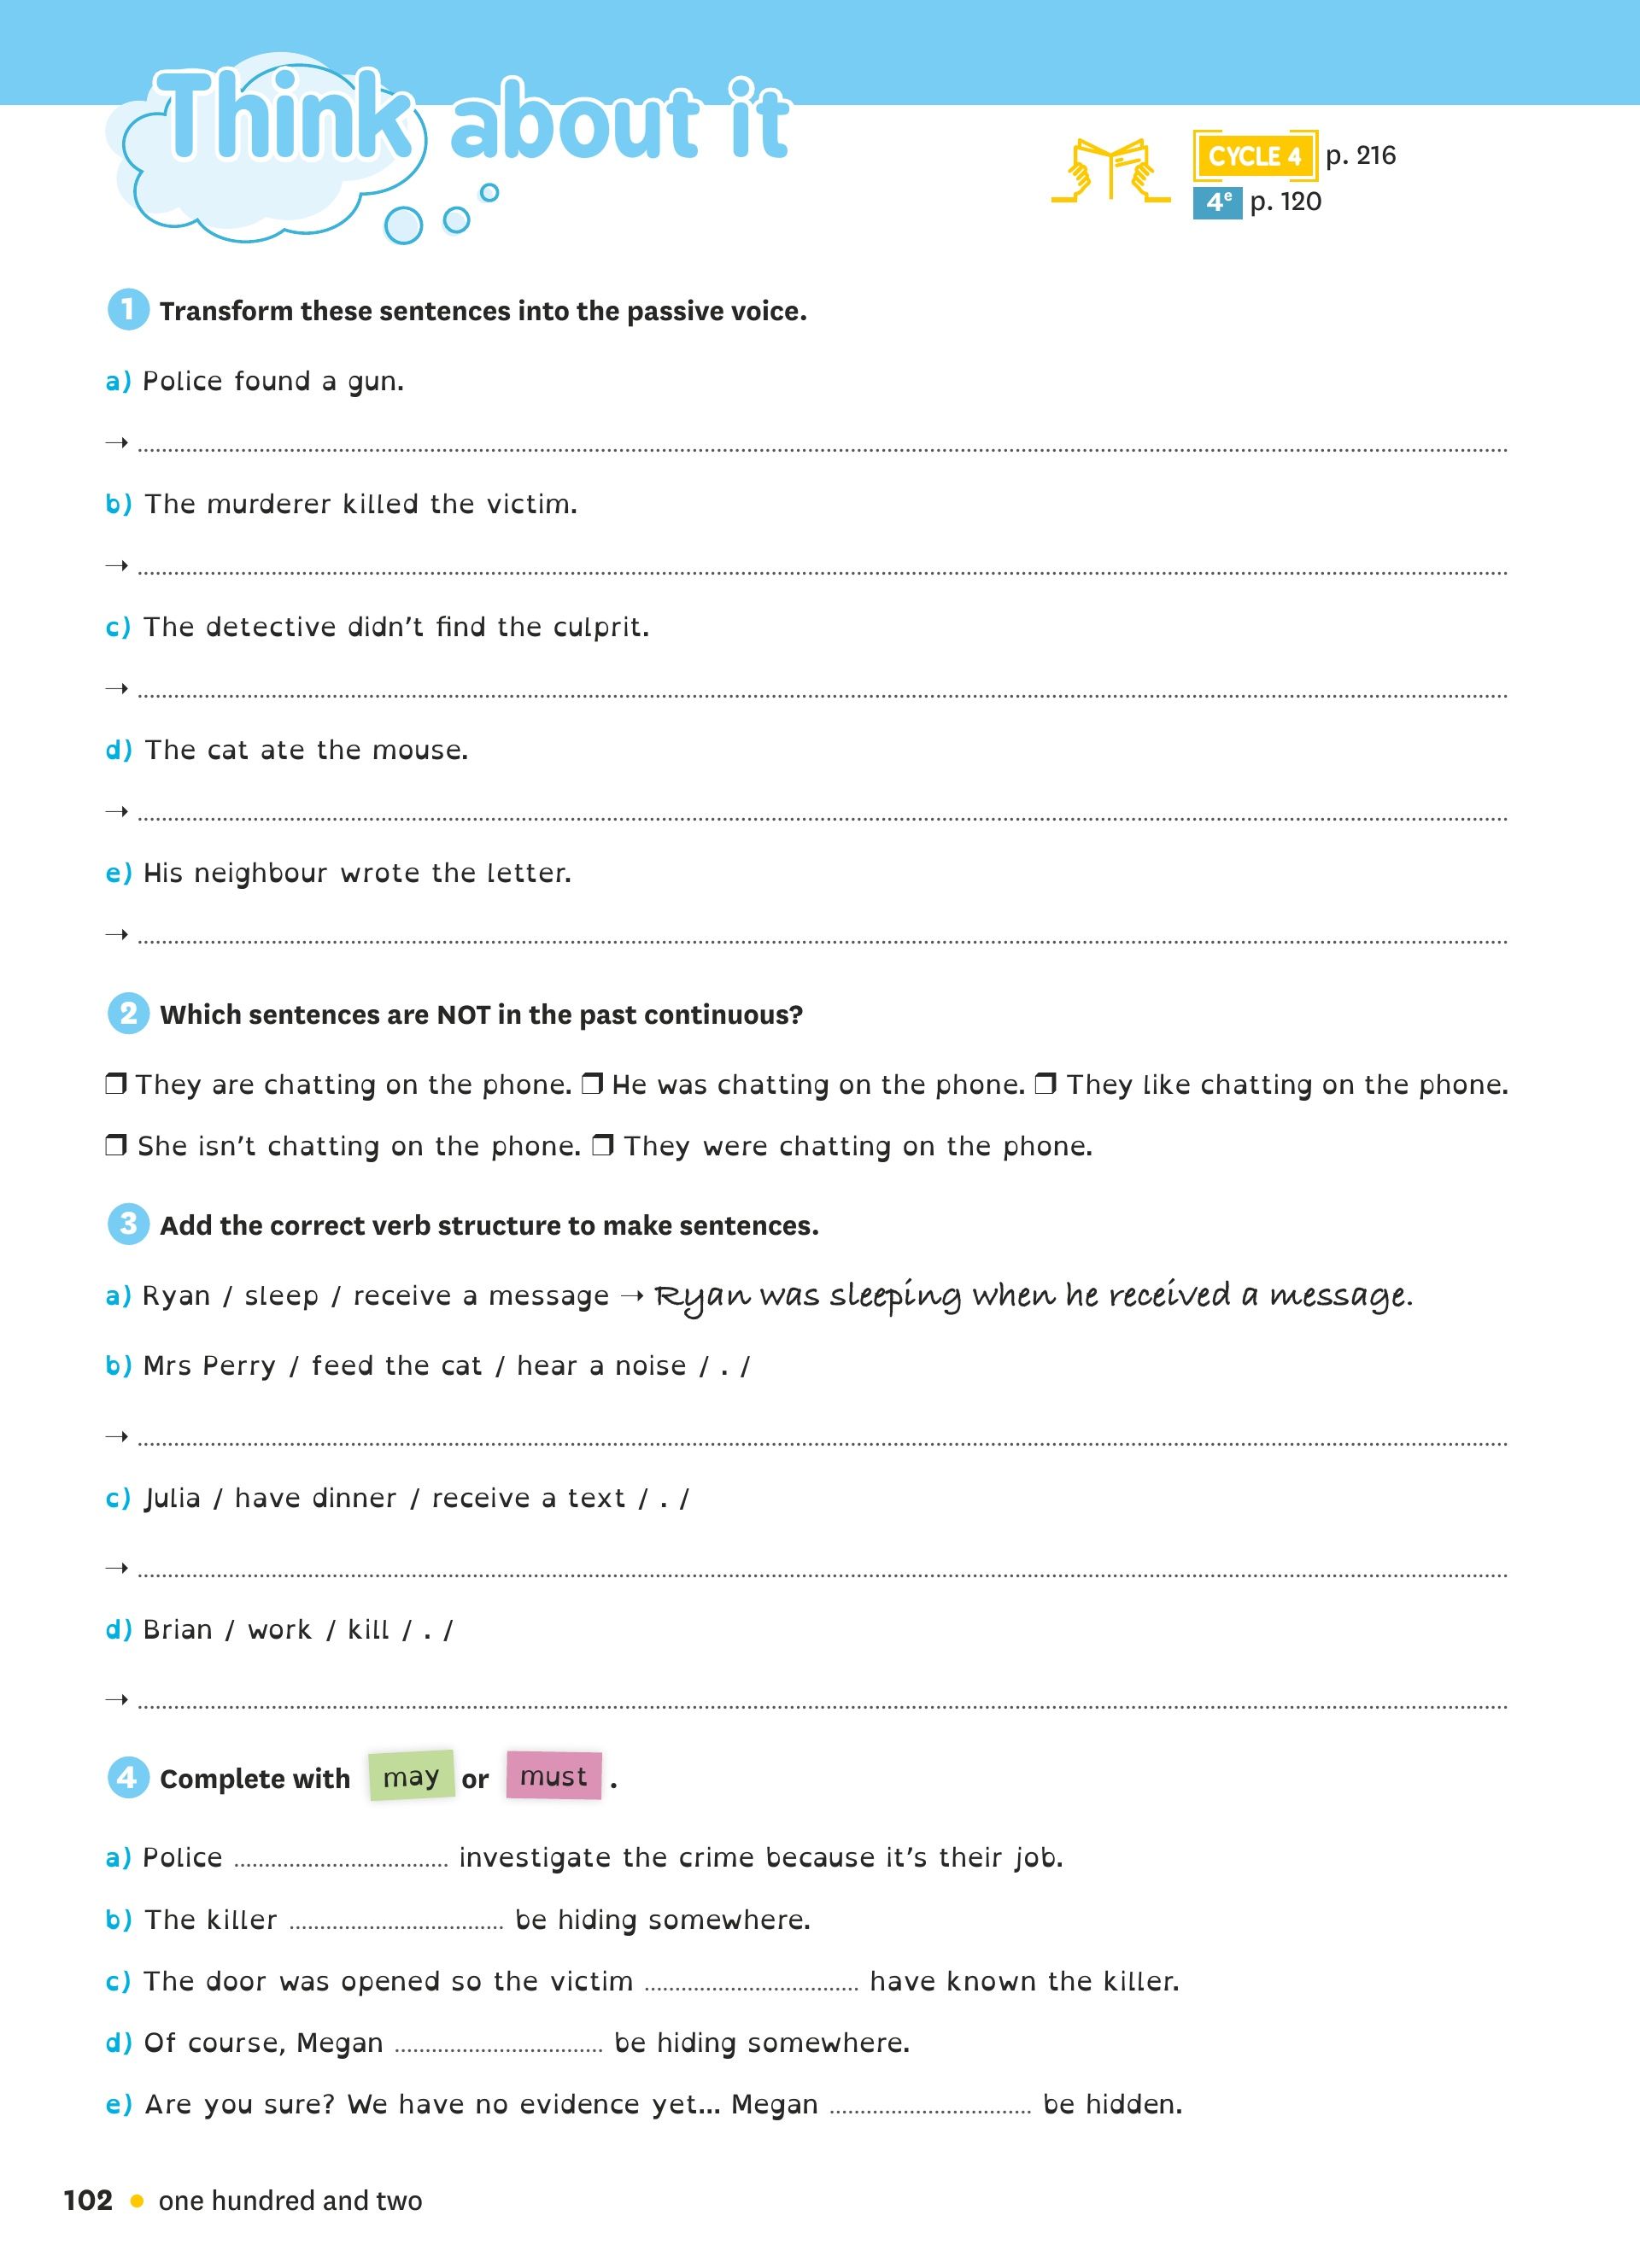 Think about it
CYCLE 4 p. 216
4e p. 120
1 Transform these sentences into the passive voice.
a) Police found a gun.
→ ................................................................
b) The murderer killed the victim.
→ ................................................................
c) The detective didn’t find the culprit.
→ ................................................................
d) The cat ate the mouse.
→ ................................................................
e) His neighbour wrote the letter.
→ ................................................................
2 Which sentences are NOT in the past continuous?
❒ They are chatting on the phone. ❒ He was chatting on the phone. ❒ They like chatting on the phone.
❒ She isn’t chatting on the phone. ❒ They were chatting on the phone.
3 Add the correct verb structure to make sentences.
a) Ryan / sleep / receive a message → Ryan was sleeping when he received a message.
b) Mrs Perry / feed the cat / hear a noise / . /
→ ................................................................
c) Julia / have dinner / receive a text / . /
→ ................................................................
d) Brian / work / kill / . /
→ ................................................................
4 Complete with may or must .
a) Police ................................ investigate the crime because it’s their job.
b) The killer ................................ be hiding somewhere.
c) The door was opened so the victim ................................ have known the killer.
d) Of course, Megan ................................ be hiding somewhere.
e) Are you sure? We have no evidence yet... Megan ................................ be hidden.
102 • one hundred and two